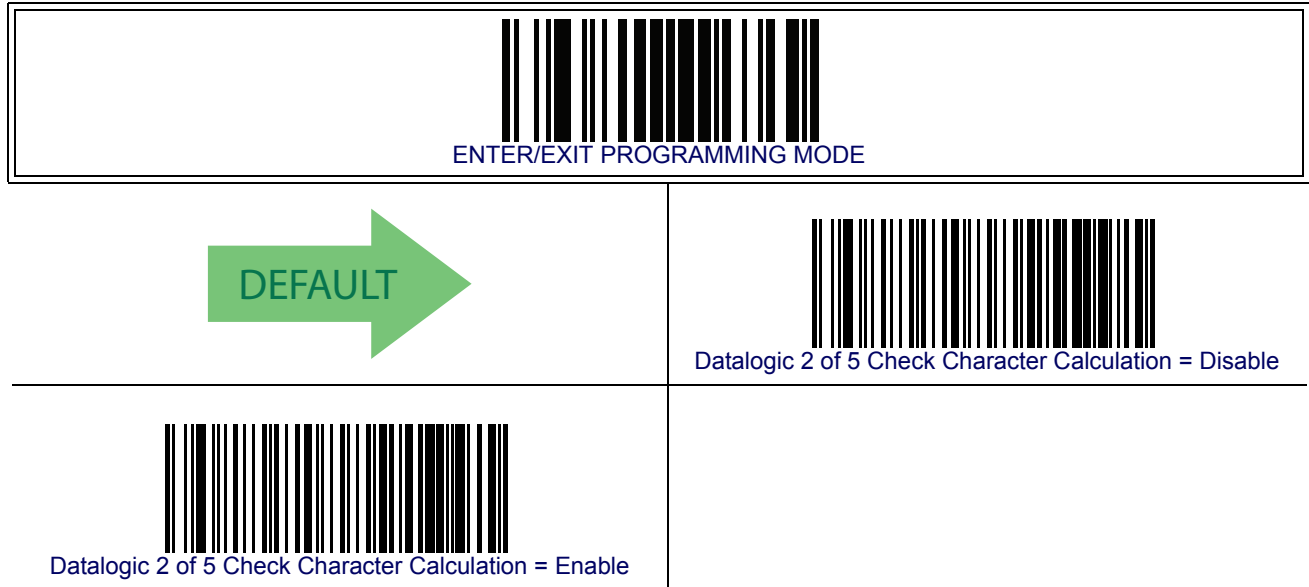 ENTER/EXIT PROGRAMMING MODE
DEFAULT
Datalogic 2 of 5 Check Character Calculation = Disable
Datalogic 2 of 5 Check Character Calculation = Enable